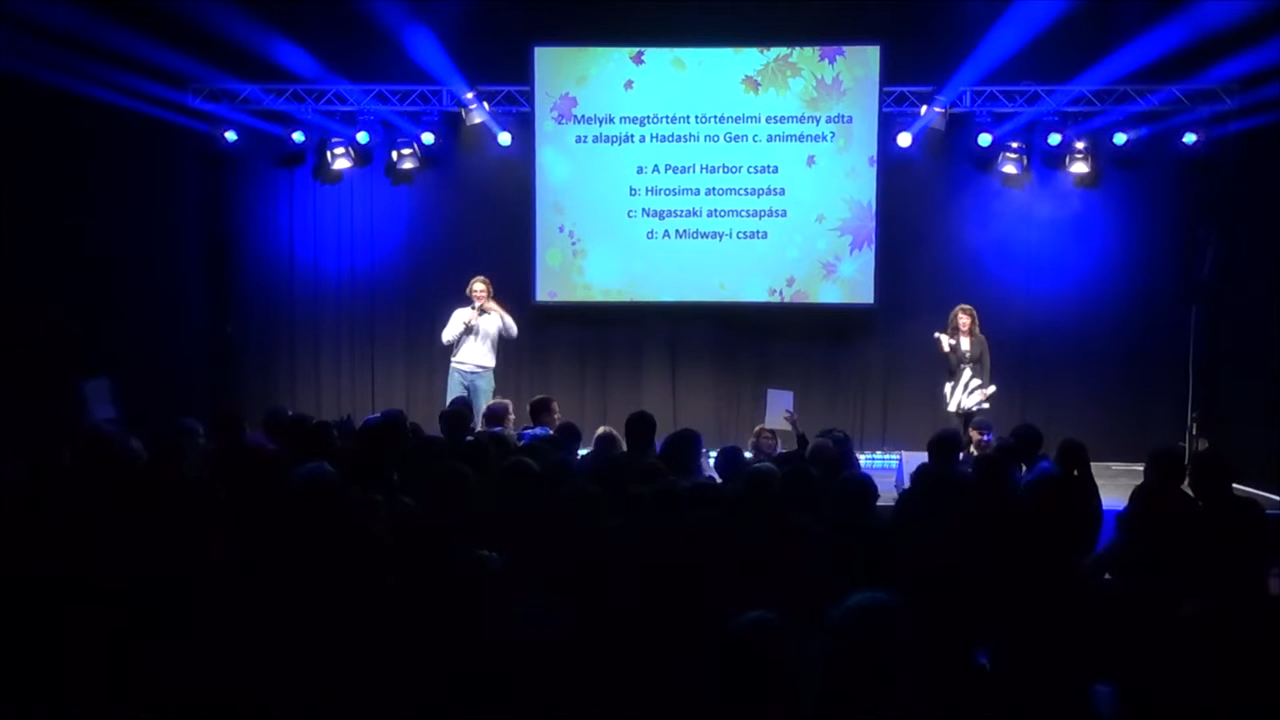 2. Melyik megtörtént történelmi esemény adta
az alapját a Hadashi no Gen c. animének?
a: A Pearl Harbor csata
b: Hirosima atomcsapása
c: Nagaszaki atomcsapása
d: A Midway-i csata